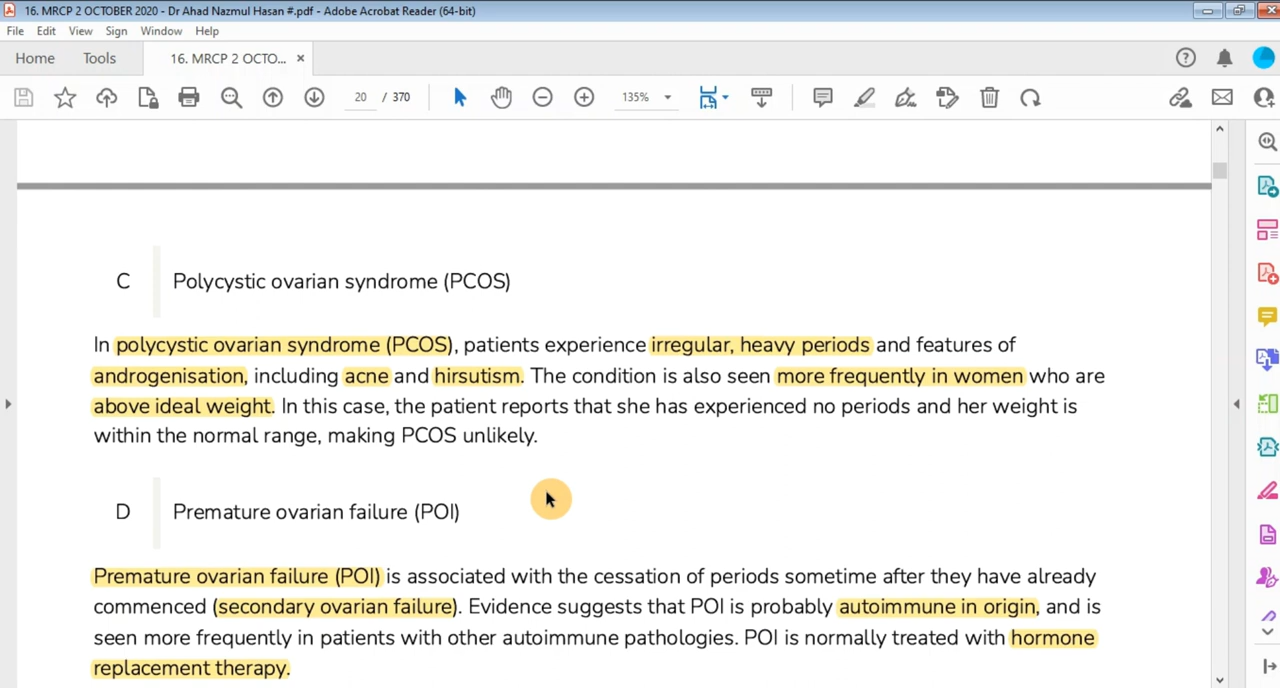 16. MRCP 2 OCTOBER 2020 - Dr Ahad Nazmul Hasan #.pdf - Adobe Acrobat Reader (64-bit)
File Edit View Sign Window Help
Home Tools 16. MRCP 2 OCTO... ×
20 / 370 135%
C Polycystic ovarian syndrome (PCOS)
In polycystic ovarian syndrome (PCOS), patients experience irregular, heavy periods and features of
androgenisation, including acne and hirsutism. The condition is also seen more frequently in women who are
above ideal weight. In this case, the patient reports that she has experienced no periods and her weight is
within the normal range, making PCOS unlikely.
D Premature ovarian failure (POI)
Premature ovarian failure (POI) is associated with the cessation of periods sometime after they have already
commenced (secondary ovarian failure). Evidence suggests that POI is probably autoimmune in origin, and is
seen more frequently in patients with other autoimmune pathologies. POI is normally treated with hormone
replacement therapy.